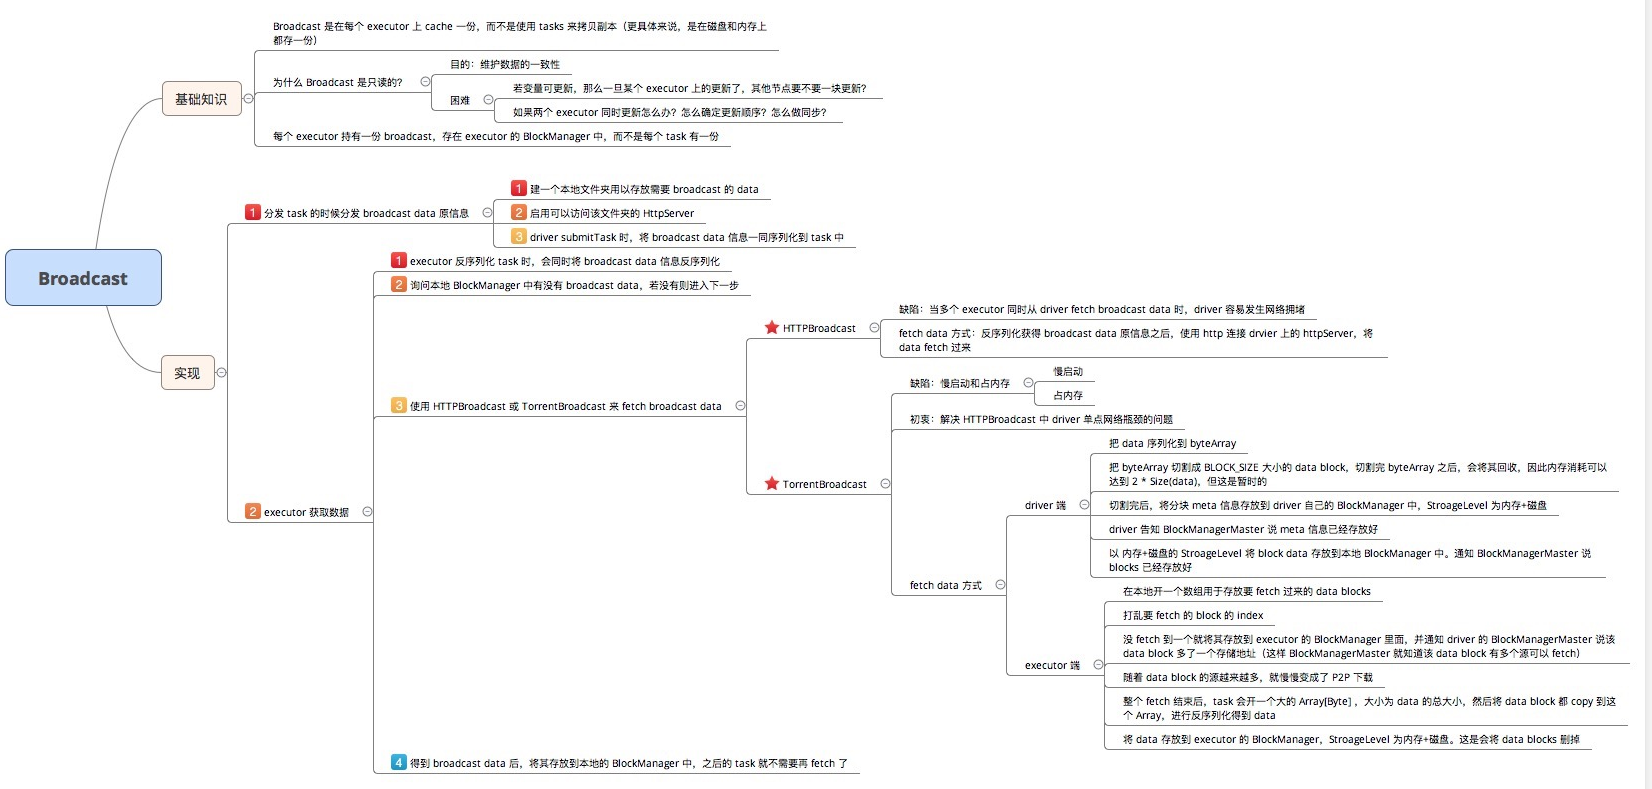 Broadcast
基础知识
Broadcast 是在每个 executor 上 cache 一份，而不是使用 tasks 来拷贝副本（更具体来说，是在磁盘和内存上
都存一份）
为什么 Broadcast 是只读的？
目的：维护数据的一致性
困难
若变量可更新，那么一旦某个 executor 上的更新了，其他节点要不要一块更新？
如果两个 executor 同时更新怎么办？怎么确定更新顺序？怎么做同步？
每个 executor 持有一份 broadcast，存在 executor 的 BlockManager 中，而不是每个 task 有一份
实现
1 分发 task 的时候分发 broadcast data 原信息
1 建一个本地文件夹用以存放需要 broadcast 的 data
2 启用可以访问该文件夹的 HttpServer
3 driver submitTask 时，将 broadcast data 信息一同序列化到 task 中
2 executor 获取数据
1 executor 反序列化 task 时，会同时将 broadcast data 信息反序列化
2 询问本地 BlockManager 中有没有 broadcast data，若没有则进入下一步
3 使用 HTTPBroadcast 或 TorrentBroadcast 来 fetch broadcast data
HTTPBroadcast
缺陷：当多个 executor 同时从 driver fetch broadcast data 时，driver 容易发生网络拥堵
fetch data 方式：反序列化获得 broadcast data 原信息之后，使用 http 连接 drvier 上的 httpServer，将
data fetch 过来
TorrentBroadcast
缺陷：慢启动和占内存
慢启动
占内存
初衷：解决 HTTPBroadcast 中 driver 单点网络瓶颈的问题
fetch data 方式
driver 端
把 data 序列化到 byteArray
把 byteArray 切割成 BLOCK_SIZE 大小的 data block，切割完 byteArray 之后，会将其回收，因此内存消耗可以
达到 2 * Size(data)，但这是暂时的
切割完后，将分块 meta 信息存放到 driver 自己的 BlockManager 中，StroageLevel 为内存+磁盘
driver 告知 BlockManagerMaster 说 meta 信息已经存放好
以 内存+磁盘的 StroageLevel 将 block data 存放到本地 BlockManager 中。通知 BlockManagerMaster 说
blocks 已经存放好
executor 端
在本地开一个数组用于存放要 fetch 过来的 data blocks
打乱要 fetch 的 block 的 index
没 fetch 到一个就将其存放到 executor 的 BlockManager 里面，并通知 driver 的 BlockManagerMaster 说该
data block 多了一个存储地址（这样 BlockManagerMaster 就知道该 data block 有多个源可以 fetch）
随着 data block 的源越来越多，就慢慢变成了 P2P 下载
整个 fetch 结束后，task 会开一个大的 Array[Byte] ，大小为 data 的总大小，然后将 data block 都 copy 到这
个 Array，进行反序列化得到 data
将 data 存放到 executor 的 BlockManager，StroageLevel 为内存+磁盘。这是会将 data blocks 删掉
4 得到 broadcast data 后，将其存放到本地的 BlockManager 中，之后的 task 就不需要再 fetch 了